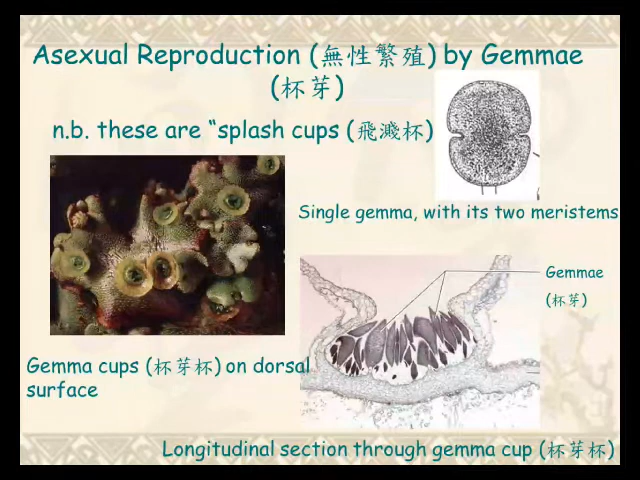 Asexual Reproduction (無性繁殖) by Gemmae
(杯芽)
n.b. these are “splash cups (飛濺杯)
Single gemma, with its two meristems
Gemmae
(杯芽)
Gemma cups (杯芽杯) on dorsal
surface
Longitudinal section through gemma cup (杯芽杯)